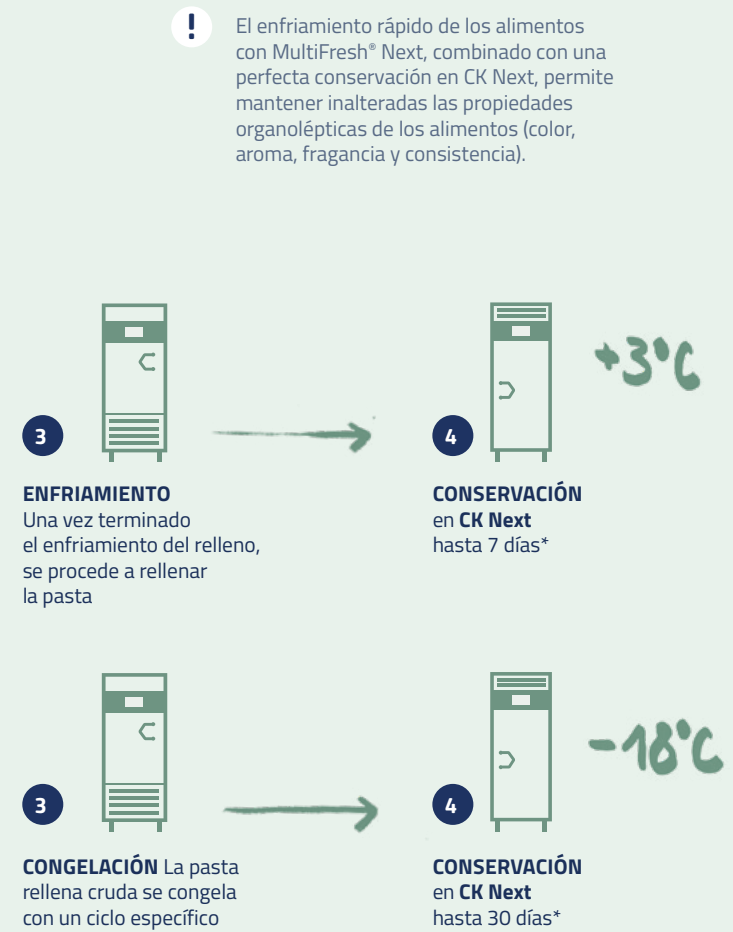 !
El enfriamiento rápido de los alimentos
con MultiFresh® Next, combinado con una
perfecta conservación en CK Next, permite
mantener inalteradas las propiedades
organolépticas de los alimentos (color,
aroma, fragancia y consistencia).
+3°C
3
4
ENFRIAMIENTO
Una vez terminado
el enfriamiento del relleno,
se procede a rellenar
la pasta
CONSERVACIÓN
en CK Next
hasta 7 días*
-18°C
3
4
CONGELACIÓN La pasta
rellena cruda se congela
con un ciclo específico
CONSERVACIÓN
en CK Next
hasta 30 días*